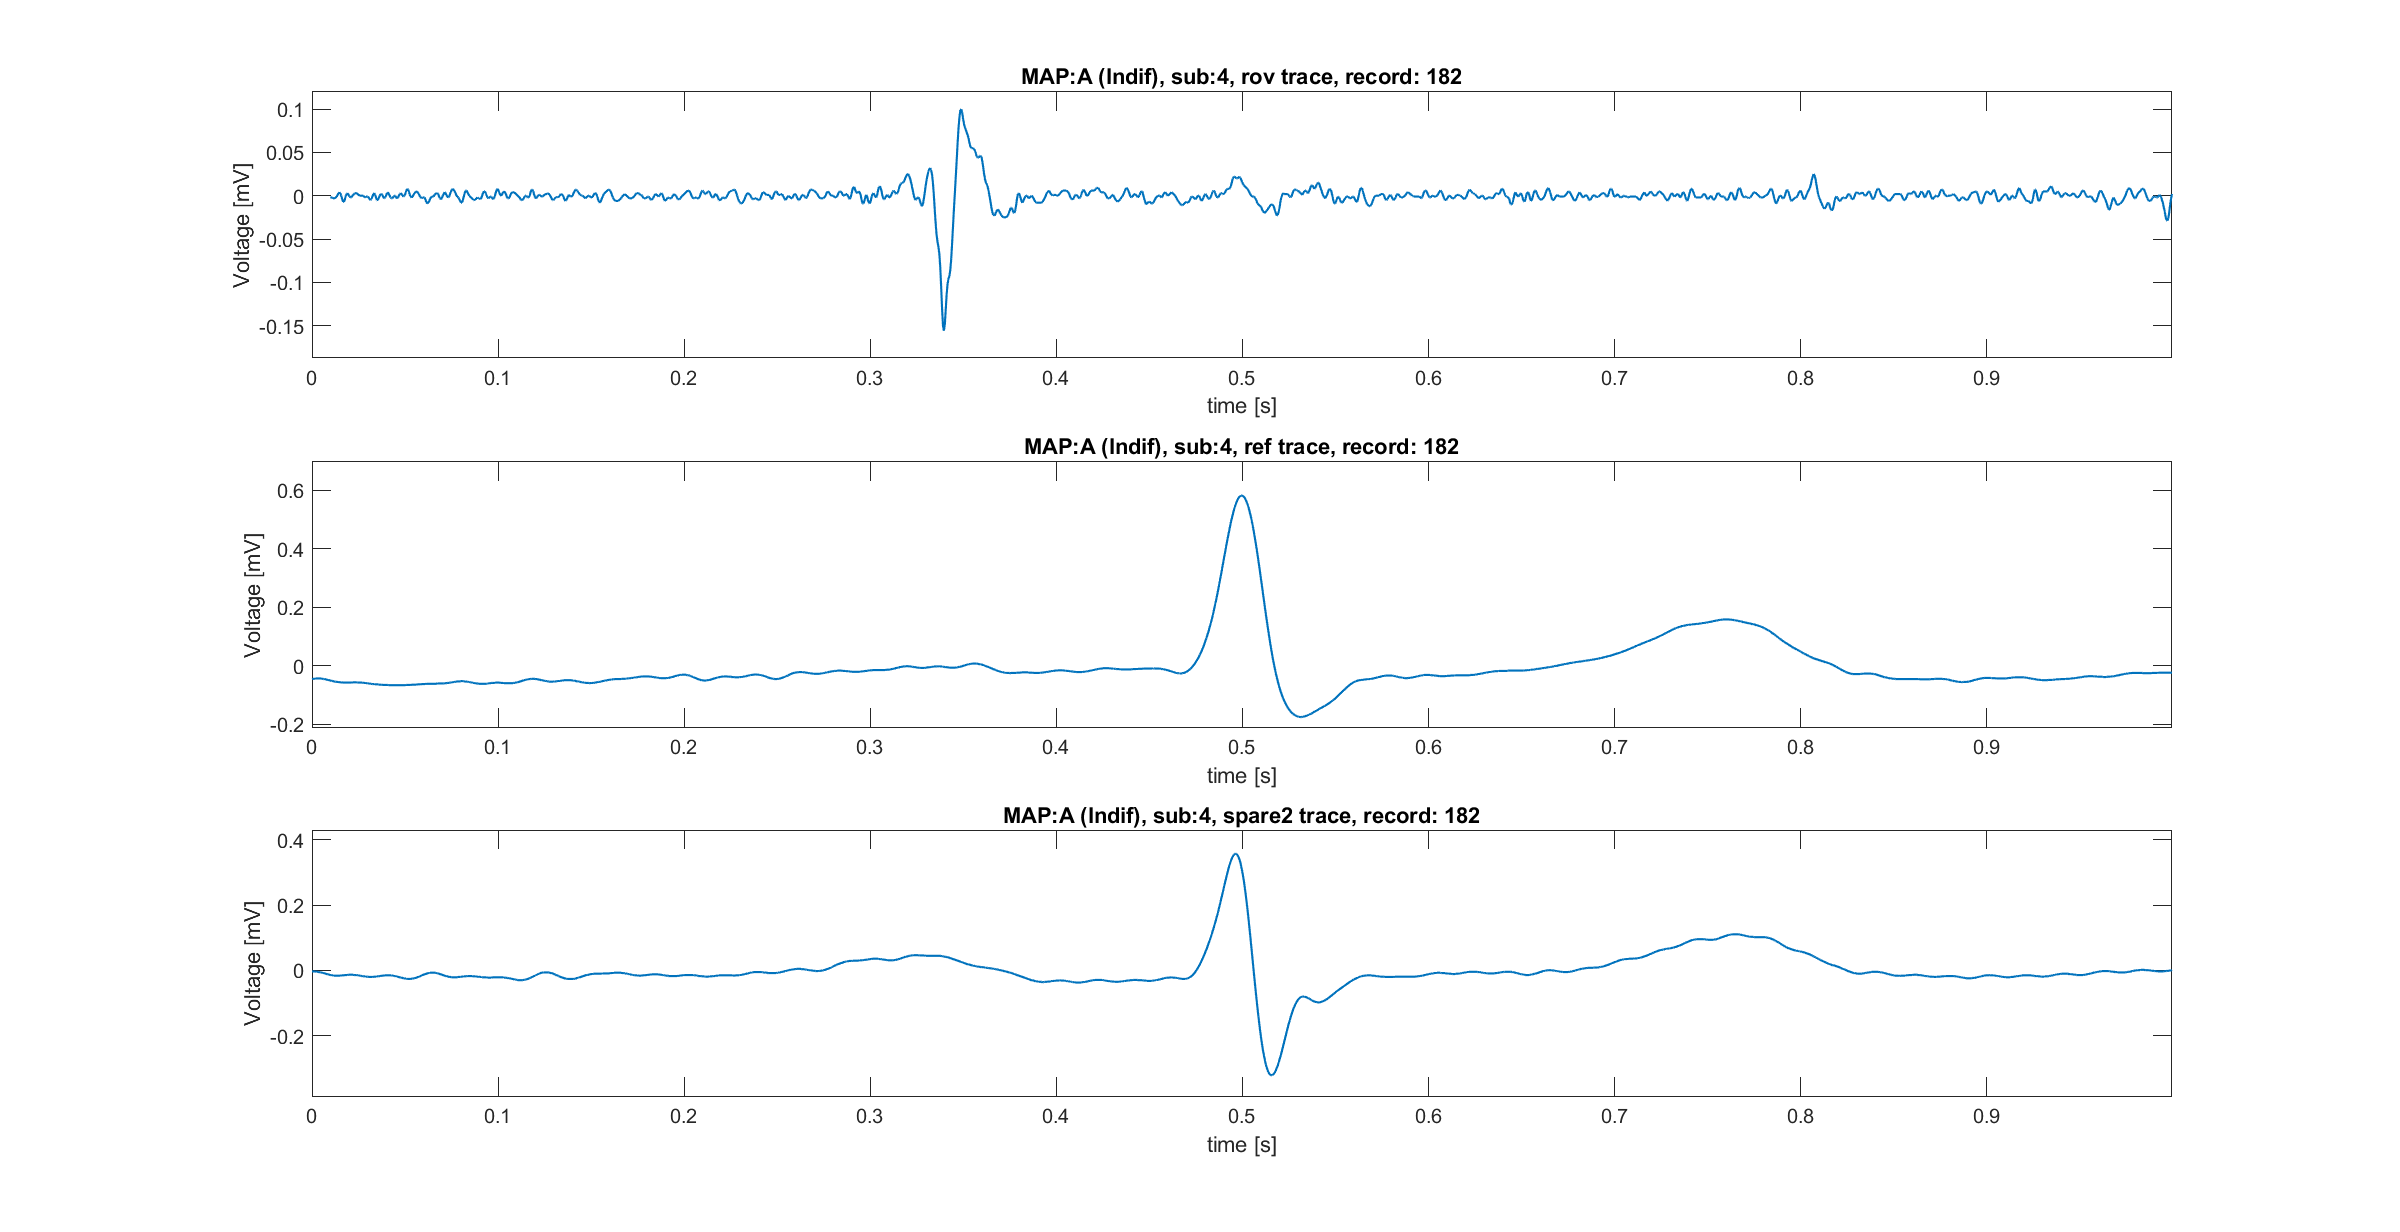 MAP:A (Indif), sub:4, rov trace, record: 182
Voltage [mV]
0.1
0.05
0
-0.05
-0.1
-0.15
0 0.1 0.2 0.3 0.4 0.5 0.6 0.7 0.8 0.9
time [s]
MAP:A (Indif), sub:4, ref trace, record: 182
Voltage [mV]
0.6
0.4
0.2
0
-0.2
0 0.1 0.2 0.3 0.4 0.5 0.6 0.7 0.8 0.9
time [s]
MAP:A (Indif), sub:4, spare2 trace, record: 182
Voltage [mV]
0.4
0.2
0
-0.2
0 0.1 0.2 0.3 0.4 0.5 0.6 0.7 0.8 0.9
time [s]